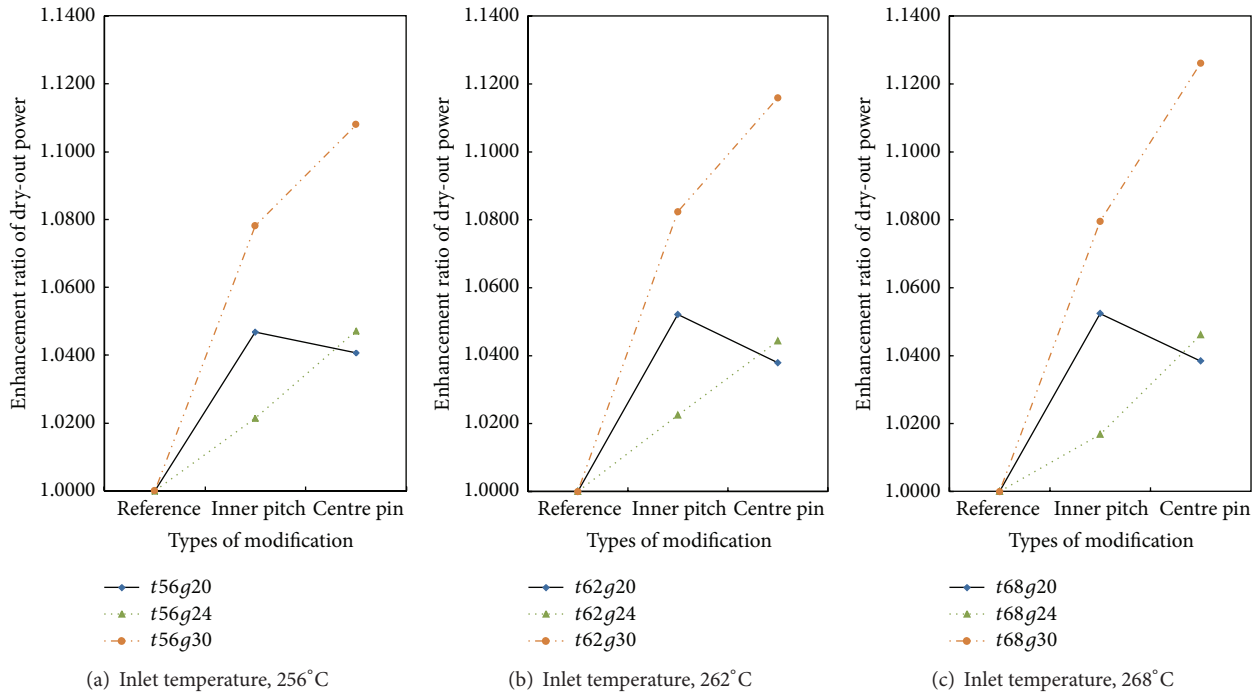 Enhancement ratio of dry-out power
1.1400
1.1200
1.1000
1.0800
1.0600
1.0400
1.0200
1.0000
Reference Inner pitch Centre pin
Types of modification
t56g20
t56g24
t56g30
(a) Inlet temperature, 256°C
Enhancement ratio of dry-out power
1.1400
1.1200
1.1000
1.0800
1.0600
1.0400
1.0200
1.0000
Reference Inner pitch Centre pin
Types of modification
t62g20
t62g24
t62g30
(b) Inlet temperature, 262°C
Enhancement ratio of dry-out power
1.1400
1.1200
1.1000
1.0800
1.0600
1.0400
1.0200
1.0000
Reference Inner pitch Centre pin
Types of modification
t68g20
t68g24
t68g30
(c) Inlet temperature, 268°C